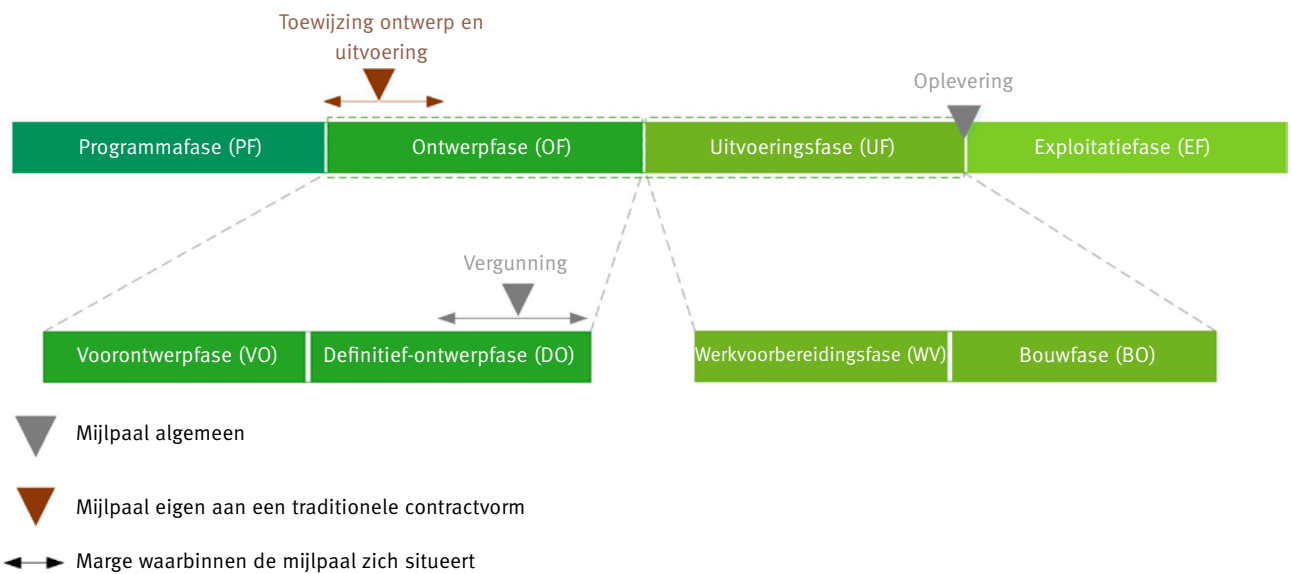 Toewijzing ontwerp en
uitvoering
Oplevering
Programmafase (PF)
Ontwerpfase (OF)
Uitvoeringsfase (UF)
Exploitatiefase (EF)
Vergunning
Voorontwerpfase (VO)
Definitief-ontwerpfase (DO)
Werkvoorbereidingsfase (WV)
Bouwfase (BO)
Mijlpaal algemeen
Mijlpaal eigen aan een traditionele contractvorm
Marge waarbinnen de mijlpaal zich situeert